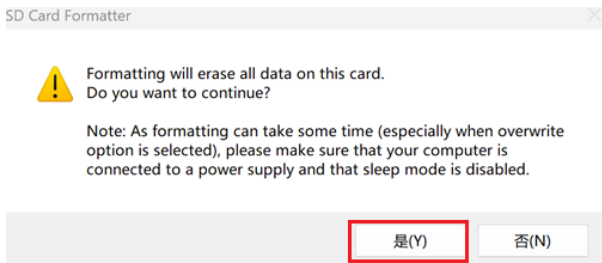 SD Card Formatter
Formatting will erase all data on this card.
Do you want to continue?
Note: As formatting can take some time (especially when overwrite
option is selected), please make sure that your computer is
connected to a power supply and that sleep mode is disabled.
是(Y)
否(N)